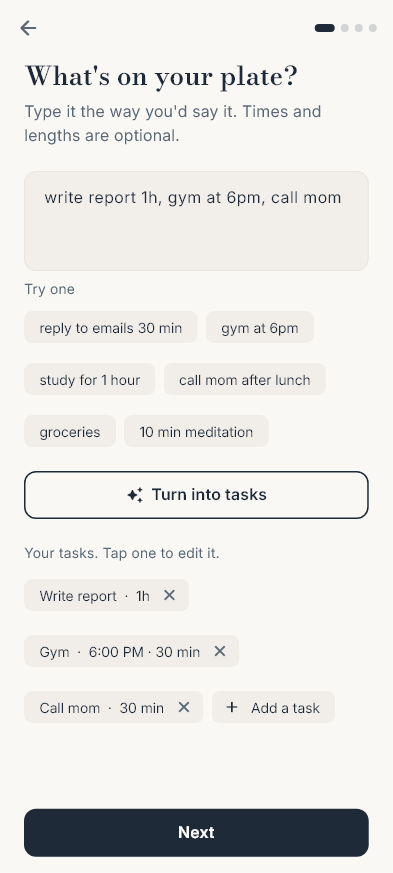 What's on your plate?
Type it the way you'd say it. Times and
lengths are optional.
write report 1h, gym at 6pm, call mom
Try one
reply to emails 30 min
gym at 6pm
study for 1 hour
call mom after lunch
groceries
10 min meditation
Turn into tasks
Your tasks. Tap one to edit it.
Write report · 1h
Gym · 6:00 PM · 30 min
Call mom · 30 min
Add a task
Next